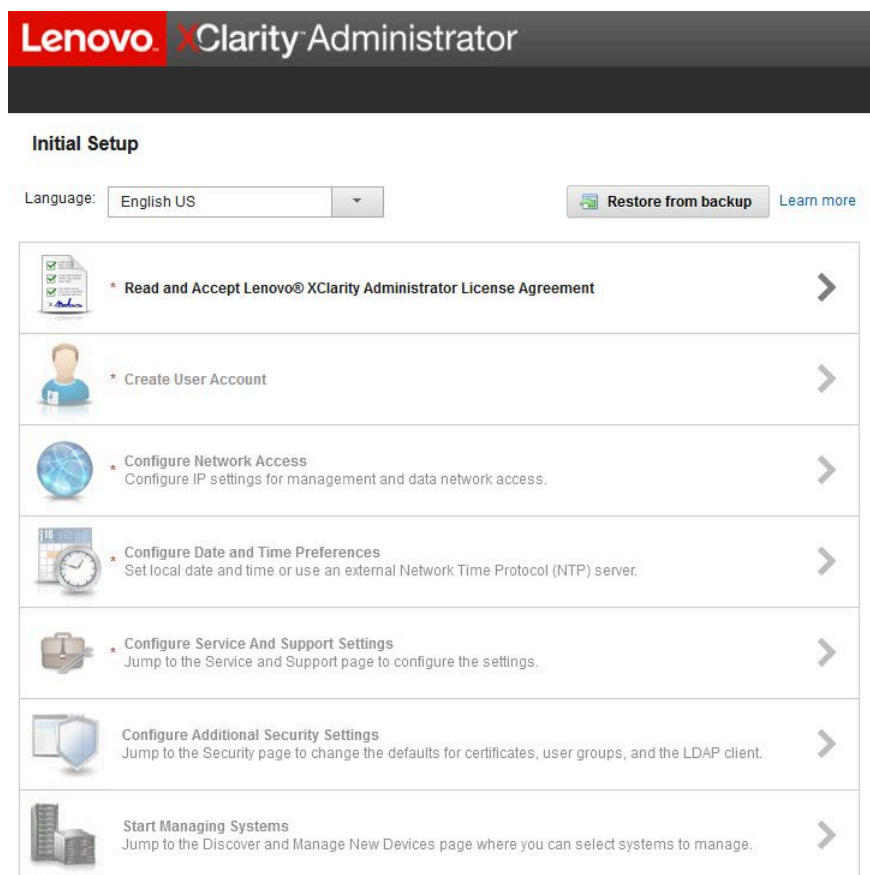 Lenovo. XClarity™ Administrator
Initial Setup
Language: English US Restore from backup Learn more
* Read and Accept Lenovo® XClarity Administrator License Agreement
* Create User Account
* Configure Network Access
Configure IP settings for management and data network access.
16
* Configure Date and Time Preferences
Set local date and time or use an external Network Time Protocol (NTP) server.
* Configure Service And Support Settings
Jump to the Service and Support page to configure the settings.
Configure Additional Security Settings
Jump to the Security page to change the defaults for certificates, user groups, and the LDAP client.
Start Managing Systems
Jump to the Discover and Manage New Devices page where you can select systems to manage.